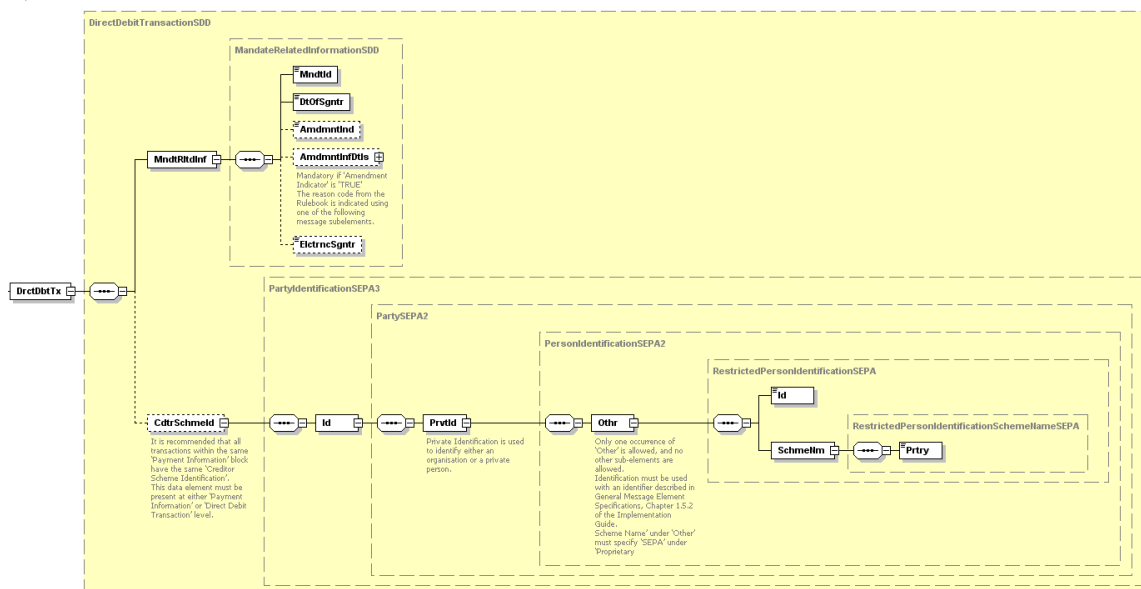 DirectDebitTransactionSDD
MandateRelatedInformationSDD
MndtId
DtOfSgntr
AmdmntInd
MndtRltdInf
AmdmntInfDtls
Mandatory if 'Amendment
Indicator' is 'TRUE'
The reason code from the
Rulebook is indicated using
one of the following
message subelements.
ElctrncSgntr
DrctDbtTx
PartyIdentificationSEPA3
PartySEPA2
PersonIdentificationSEPA2
RestrictedPersonIdentificationSEPA
Id
RestrictedPersonIdentificationSchemeNameSEPA
CdtrSchmeId
It is recommended that all
transactions within the same
'Payment Information' block
have the same 'Creditor
Scheme Identification'.
This data element must be
present at either 'Payment
Information' or 'Direct Debit
Transaction' level.
Id
PrvtId
Private Identification is used
to identify either an
organisation or a private
person.
Othr
Only one occurrence of
'Other' is allowed, and no
other sub-elements are
allowed.
Identification must be used
with an identifier described in
General Message Element
Specifications, Chapter 1.5.2
of the Implementation
Guide.
Scheme Name' under 'Other'
must specify 'SEPA' under
'Proprietary
SchmeNm
Prtry